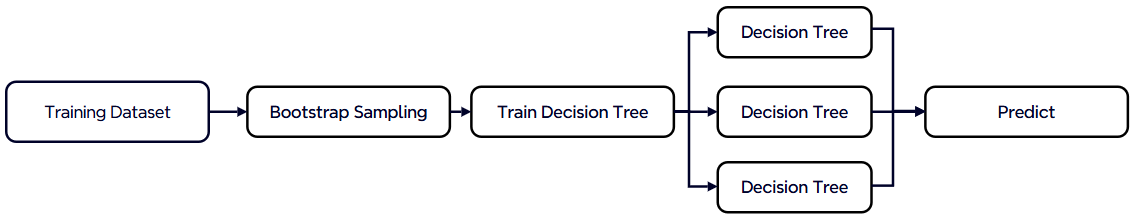 Training Dataset
Bootstrap Sampling
Train Decision Tree
Decision Tree
Decision Tree
Decision Tree
Predict